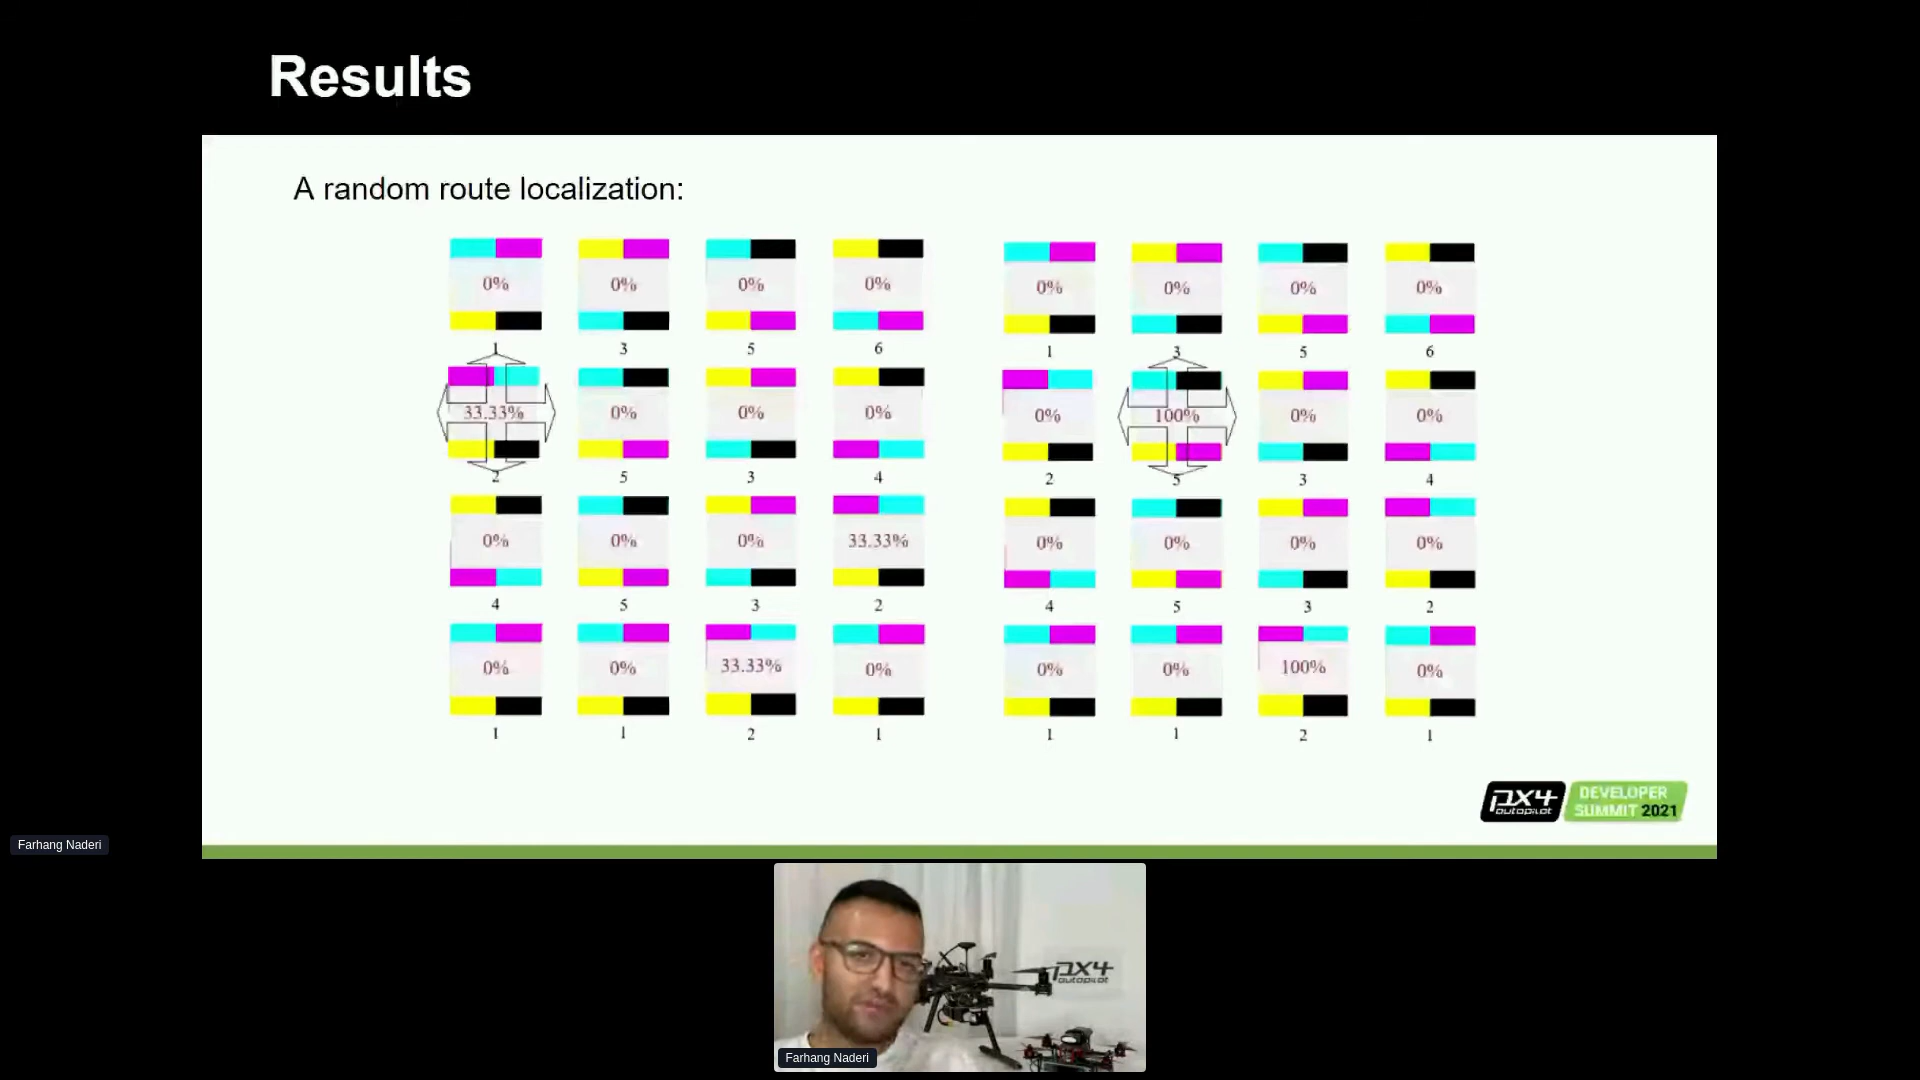 Results
A random route localization:
0% 0% 0% 0%
1 3 5 6
33.33% 0% 0% 0%
2 5 3 4
0% 0% 0% 33.33%
4 5 3 2
0% 0% 33.33% 0%
1 1 2 1
0% 0% 0% 0%
1 3 5 6
0% 100% 0% 0%
2 5 3 4
0% 0% 0% 0%
4 5 3 2
0% 0% 100% 0%
1 1 2 1
px4
autopilot
DEVELOPER
SUMMIT 2021
Farhang Naderi
px4
autopilot
Farhang Naderi